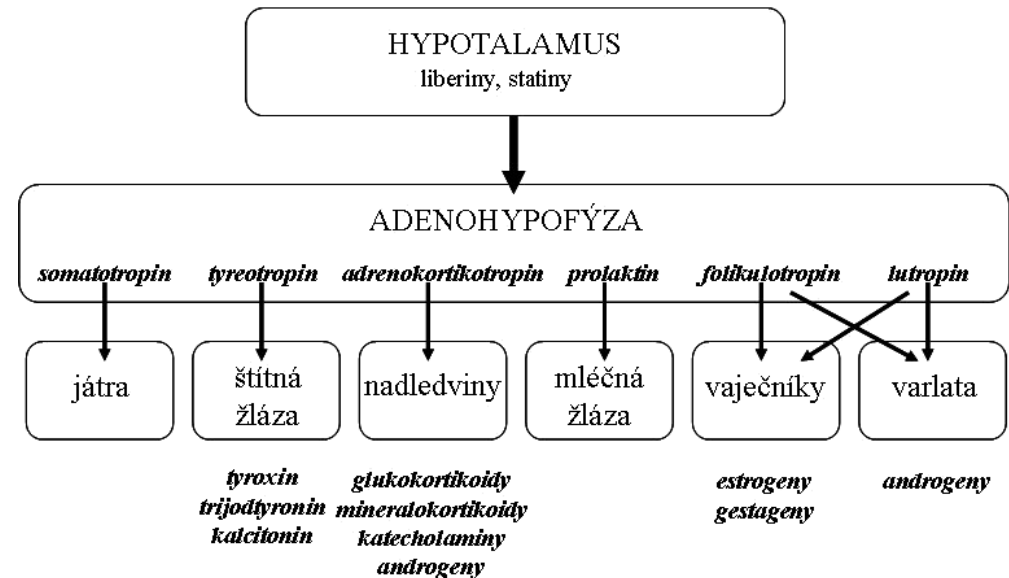 HYPOTALAMUS
liberiny, statiny
ADENOHYPOFÝZA
somatotropin tyreotropin adrenokortikotropin prolaktin folikulotropin lutropin
játra
štítná
žláza
nadledviny
mléčná
žláza
vaječníky
varlata
tyroxin
trijodtyronin
kalcitonin
glukokortikoidy
mineralokortikoidy
katecholaminy
androgeny
estrogeny
gestageny
androgeny